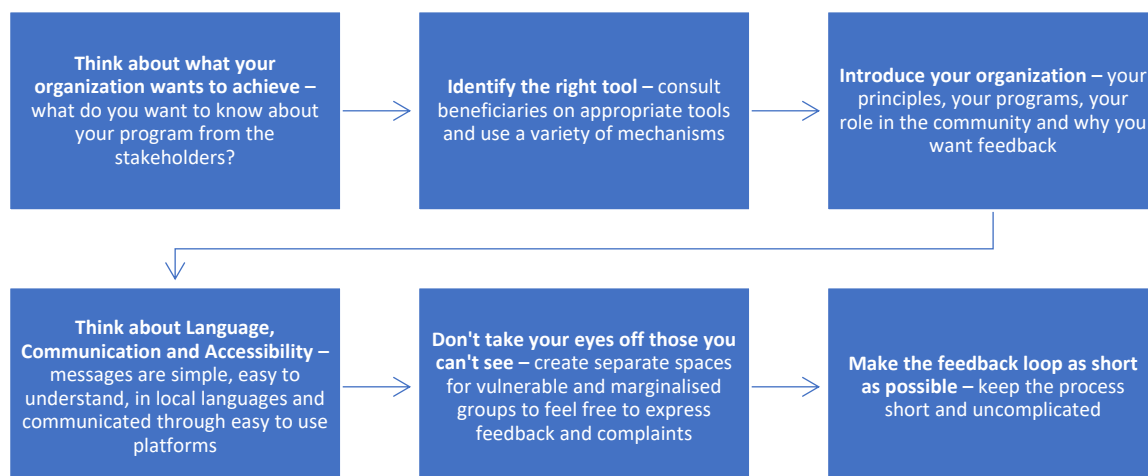 Think about what your
organization wants to achieve –
what do you want to know about
your program from the
stakeholders?
Identify the right tool – consult
beneficiaries on appropriate tools
and use a variety of mechanisms
Introduce your organization – your
principles, your programs, your
role in the community and why you
want feedback
Think about Language,
Communication and Accessibility –
messages are simple, easy to
understand, in local languages and
communicated through easy to use
platforms
Don't take your eyes off those you
can't see – create separate spaces
for vulnerable and marginalised
groups to feel free to express
feedback and complaints
Make the feedback loop as short
as possible – keep the process
short and uncomplicated